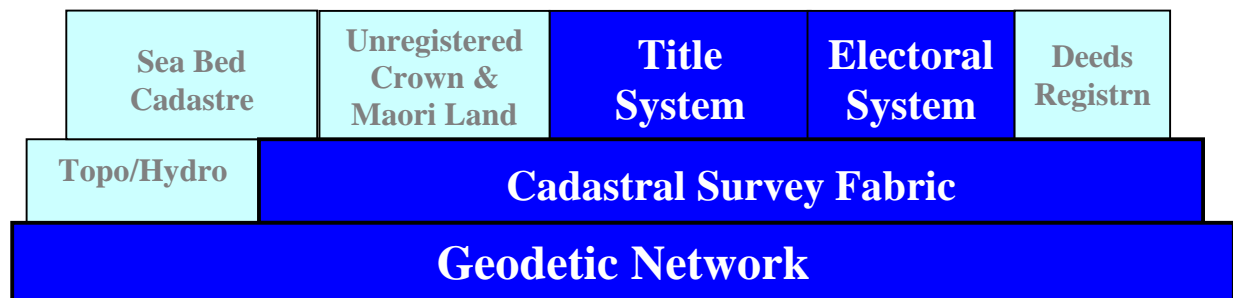 Sea Bed
Cadastre
Unregistered
Crown &
Maori Land
Title
System
Electoral
System
Deeds
Registrn
Topo/Hydro
Cadastral Survey Fabric
Geodetic Network